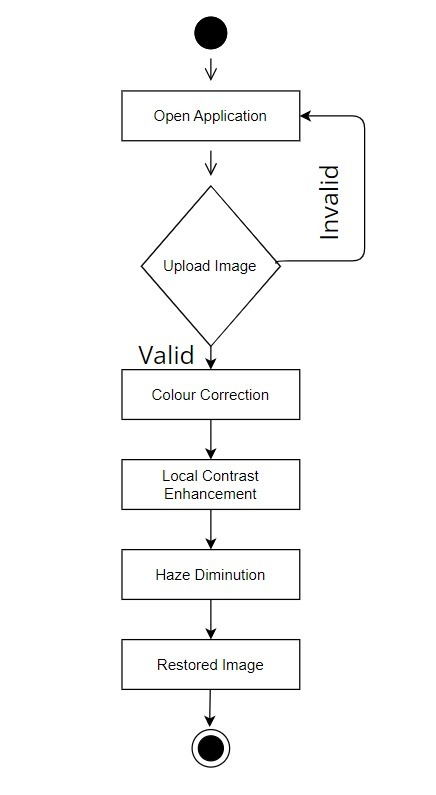 Open Application
Invalid
Upload Image
Valid
Colour Correction
Local Contrast
Enhancement
Haze Diminution
Restored Image